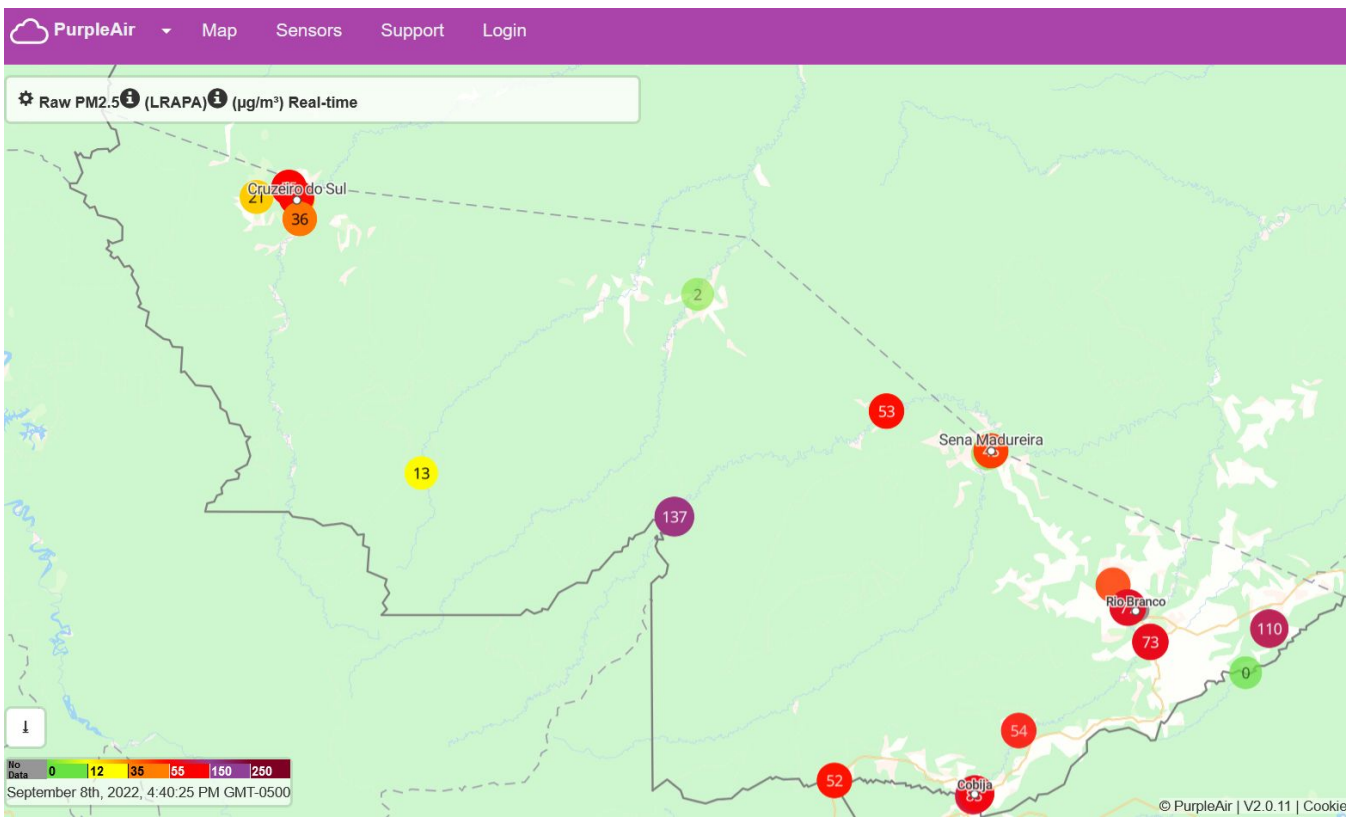 PurpleAir Map Sensors Support Login
Raw PM2.5 (LRAPA) (µg/m³) Real-time
Cruzeiro do Sul
21
36
2
53
Sena Madureira
13
137
Rio Branco
110
73
0
54
52
Cobija
No Data 0 12 35 55 150 250
September 8th, 2022, 4:40:25 PM GMT-0500
© PurpleAir | V2.0.11 | Cookie